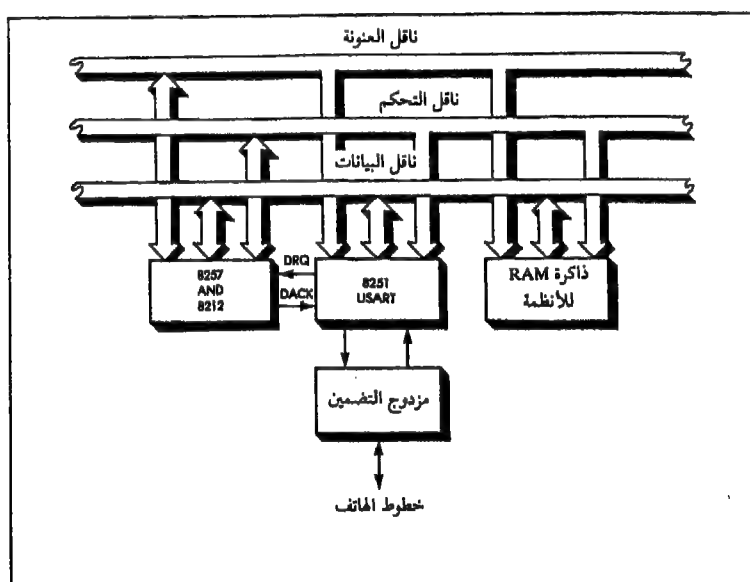 ناقل العنونة
ناقل التحكم
ناقل البيانات
8257
AND
8212
DRQ
DACK
8251
USART
ذاكرة RAM
للأنظمة
مزدوج التضمين
خطوط الهاتف